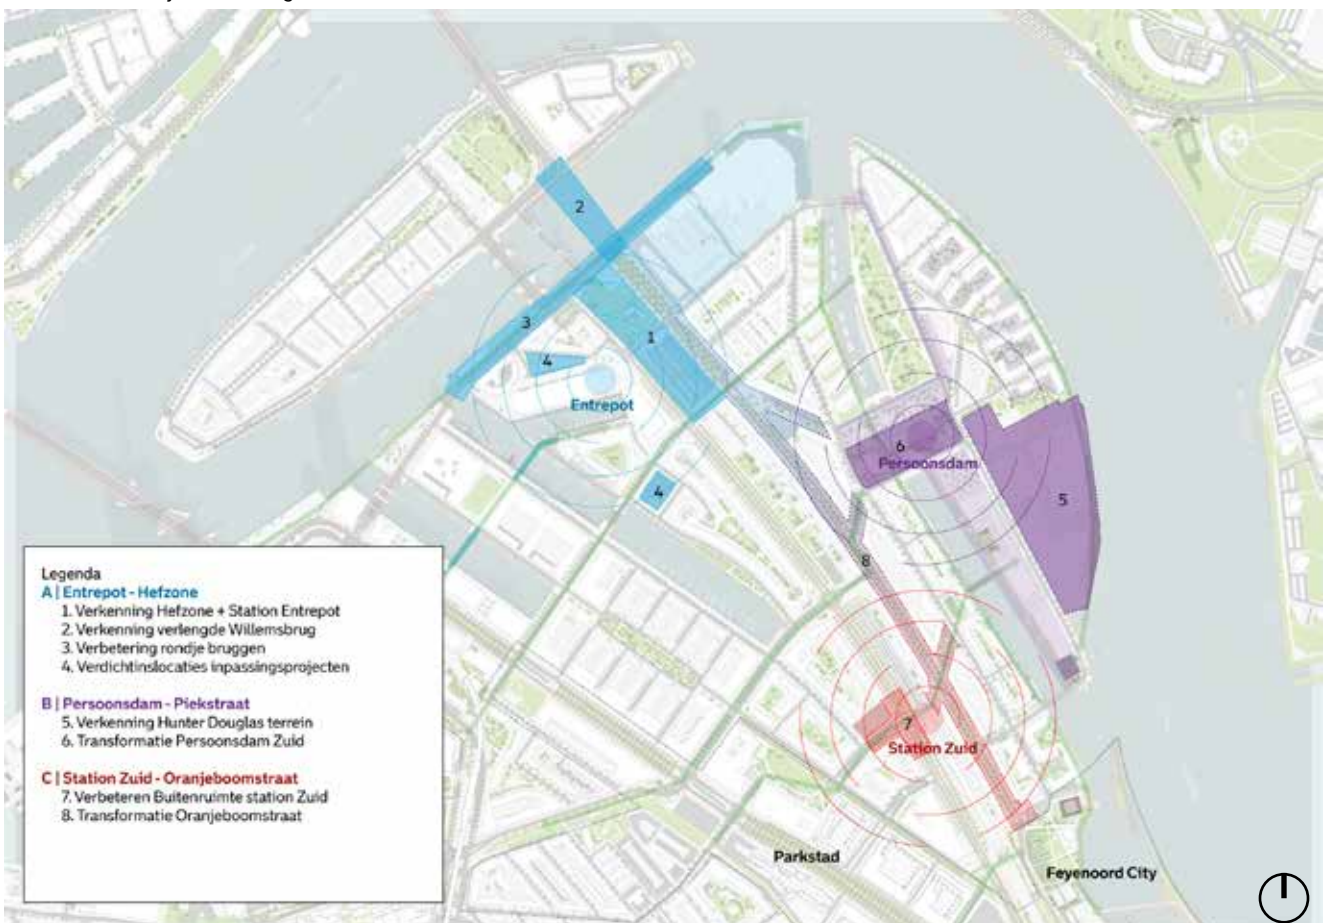 2
3
1
4
Entrepot
6
Persoonsdam
5
4
8
7
Station Zuid
Parkstad
Feyenoord City
Legenda
A | Entrepot - Hefzone
1. Verkenning Hefzone + Station Entrepot
2. Verkenning verlengde Willemsbrug
3. Verbetering rondje bruggen
4. Verdichtinslocaties inpassingsprojecten
B | Persoonsdam - Piekstraat
5. Verkenning Hunter Douglas terrein
6. Transformatie Persoonsdam Zuid
C | Station Zuid - Oranjeboomstraat
7. Verbeteren Buitenruimte station Zuid
8. Transformatie Oranjeboomstraat